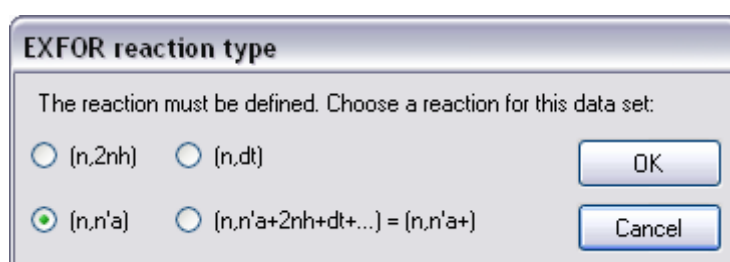 EXFOR reaction type
The reaction must be defined. Choose a reaction for this data set:
(n,2nh) (n,dt) OK
(n,n'a) (n,n'a+2nh+dt+...) = (n,n'a+) Cancel